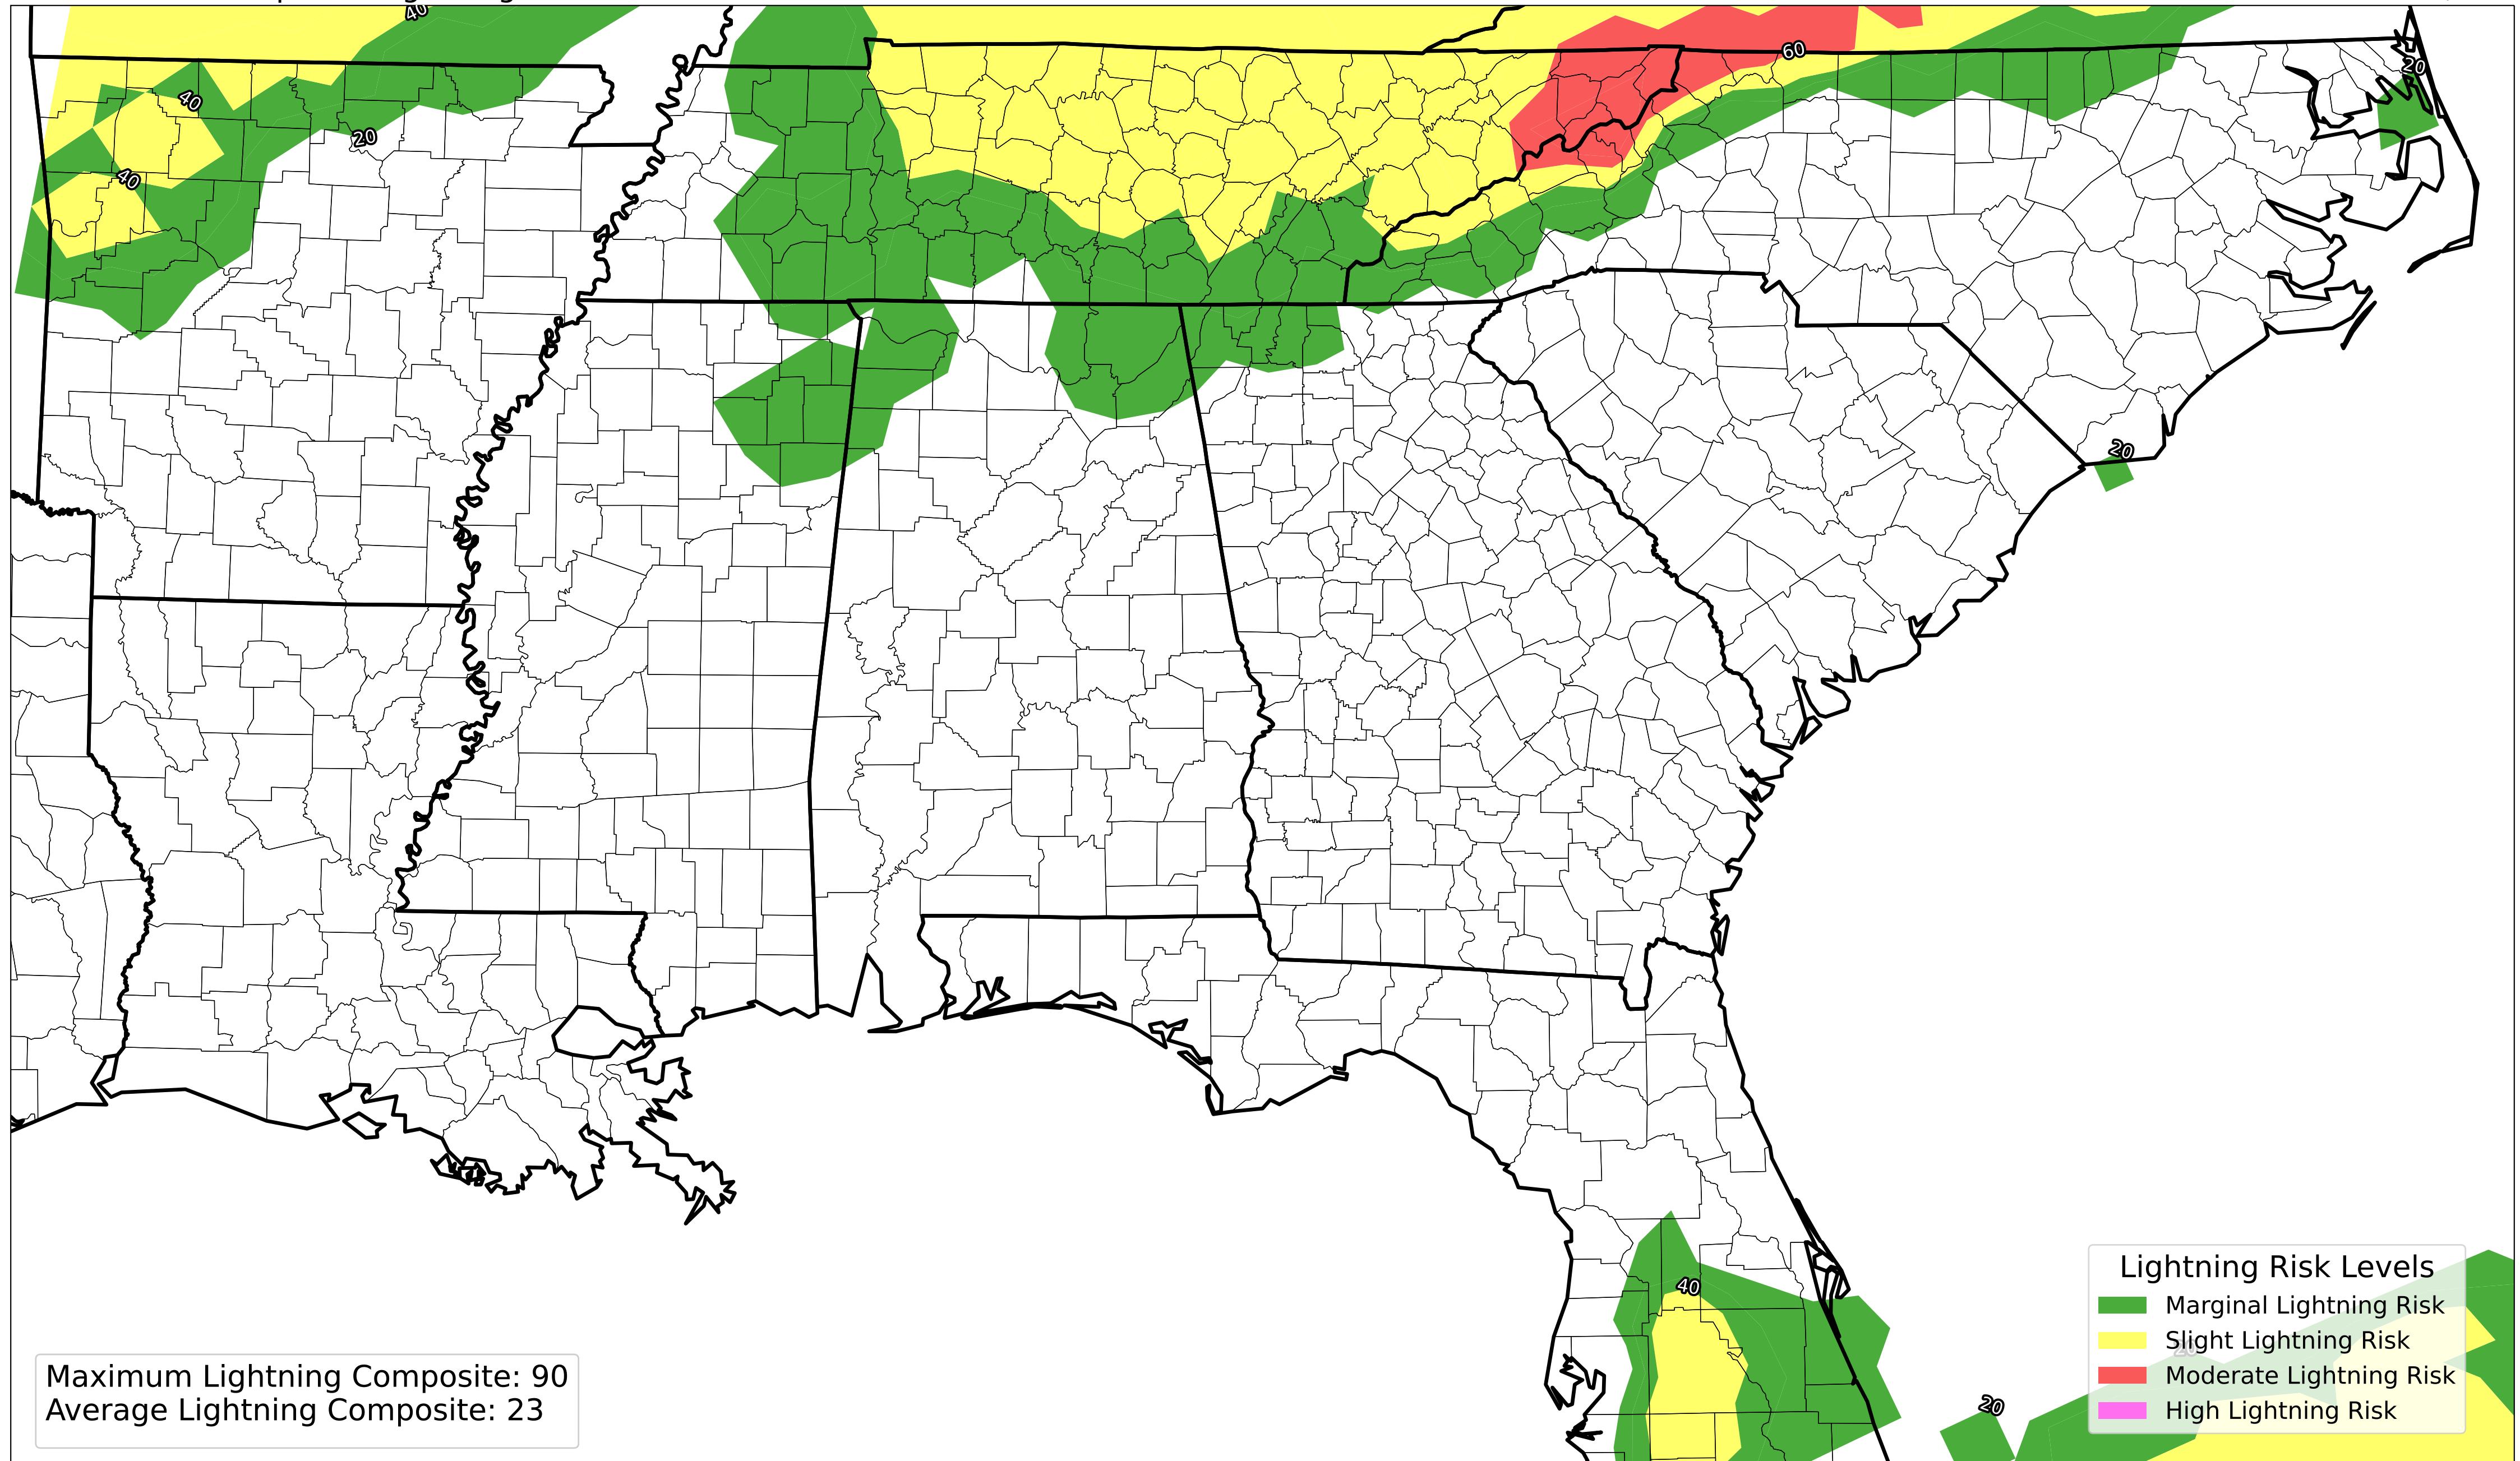 40
60
20
40
20
40
20
40
Lightning Risk Levels
Marginal Lightning Risk
Slight Lightning Risk
Moderate Lightning Risk
High Lightning Risk
20
20
Maximum Lightning Composite: 90
Average Lightning Composite: 23